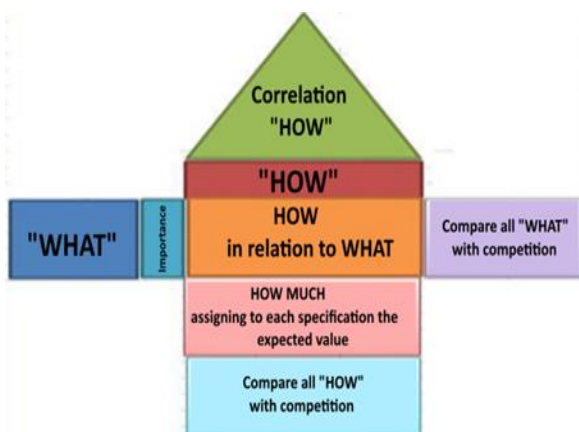 Correlation
"HOW"
"HOW"
"WHAT"
Importance
HOW
in relation to WHAT
Compare all "WHAT"
with competition
HOW MUCH
assigning to each specification the
expected value
Compare all "HOW"
with competition